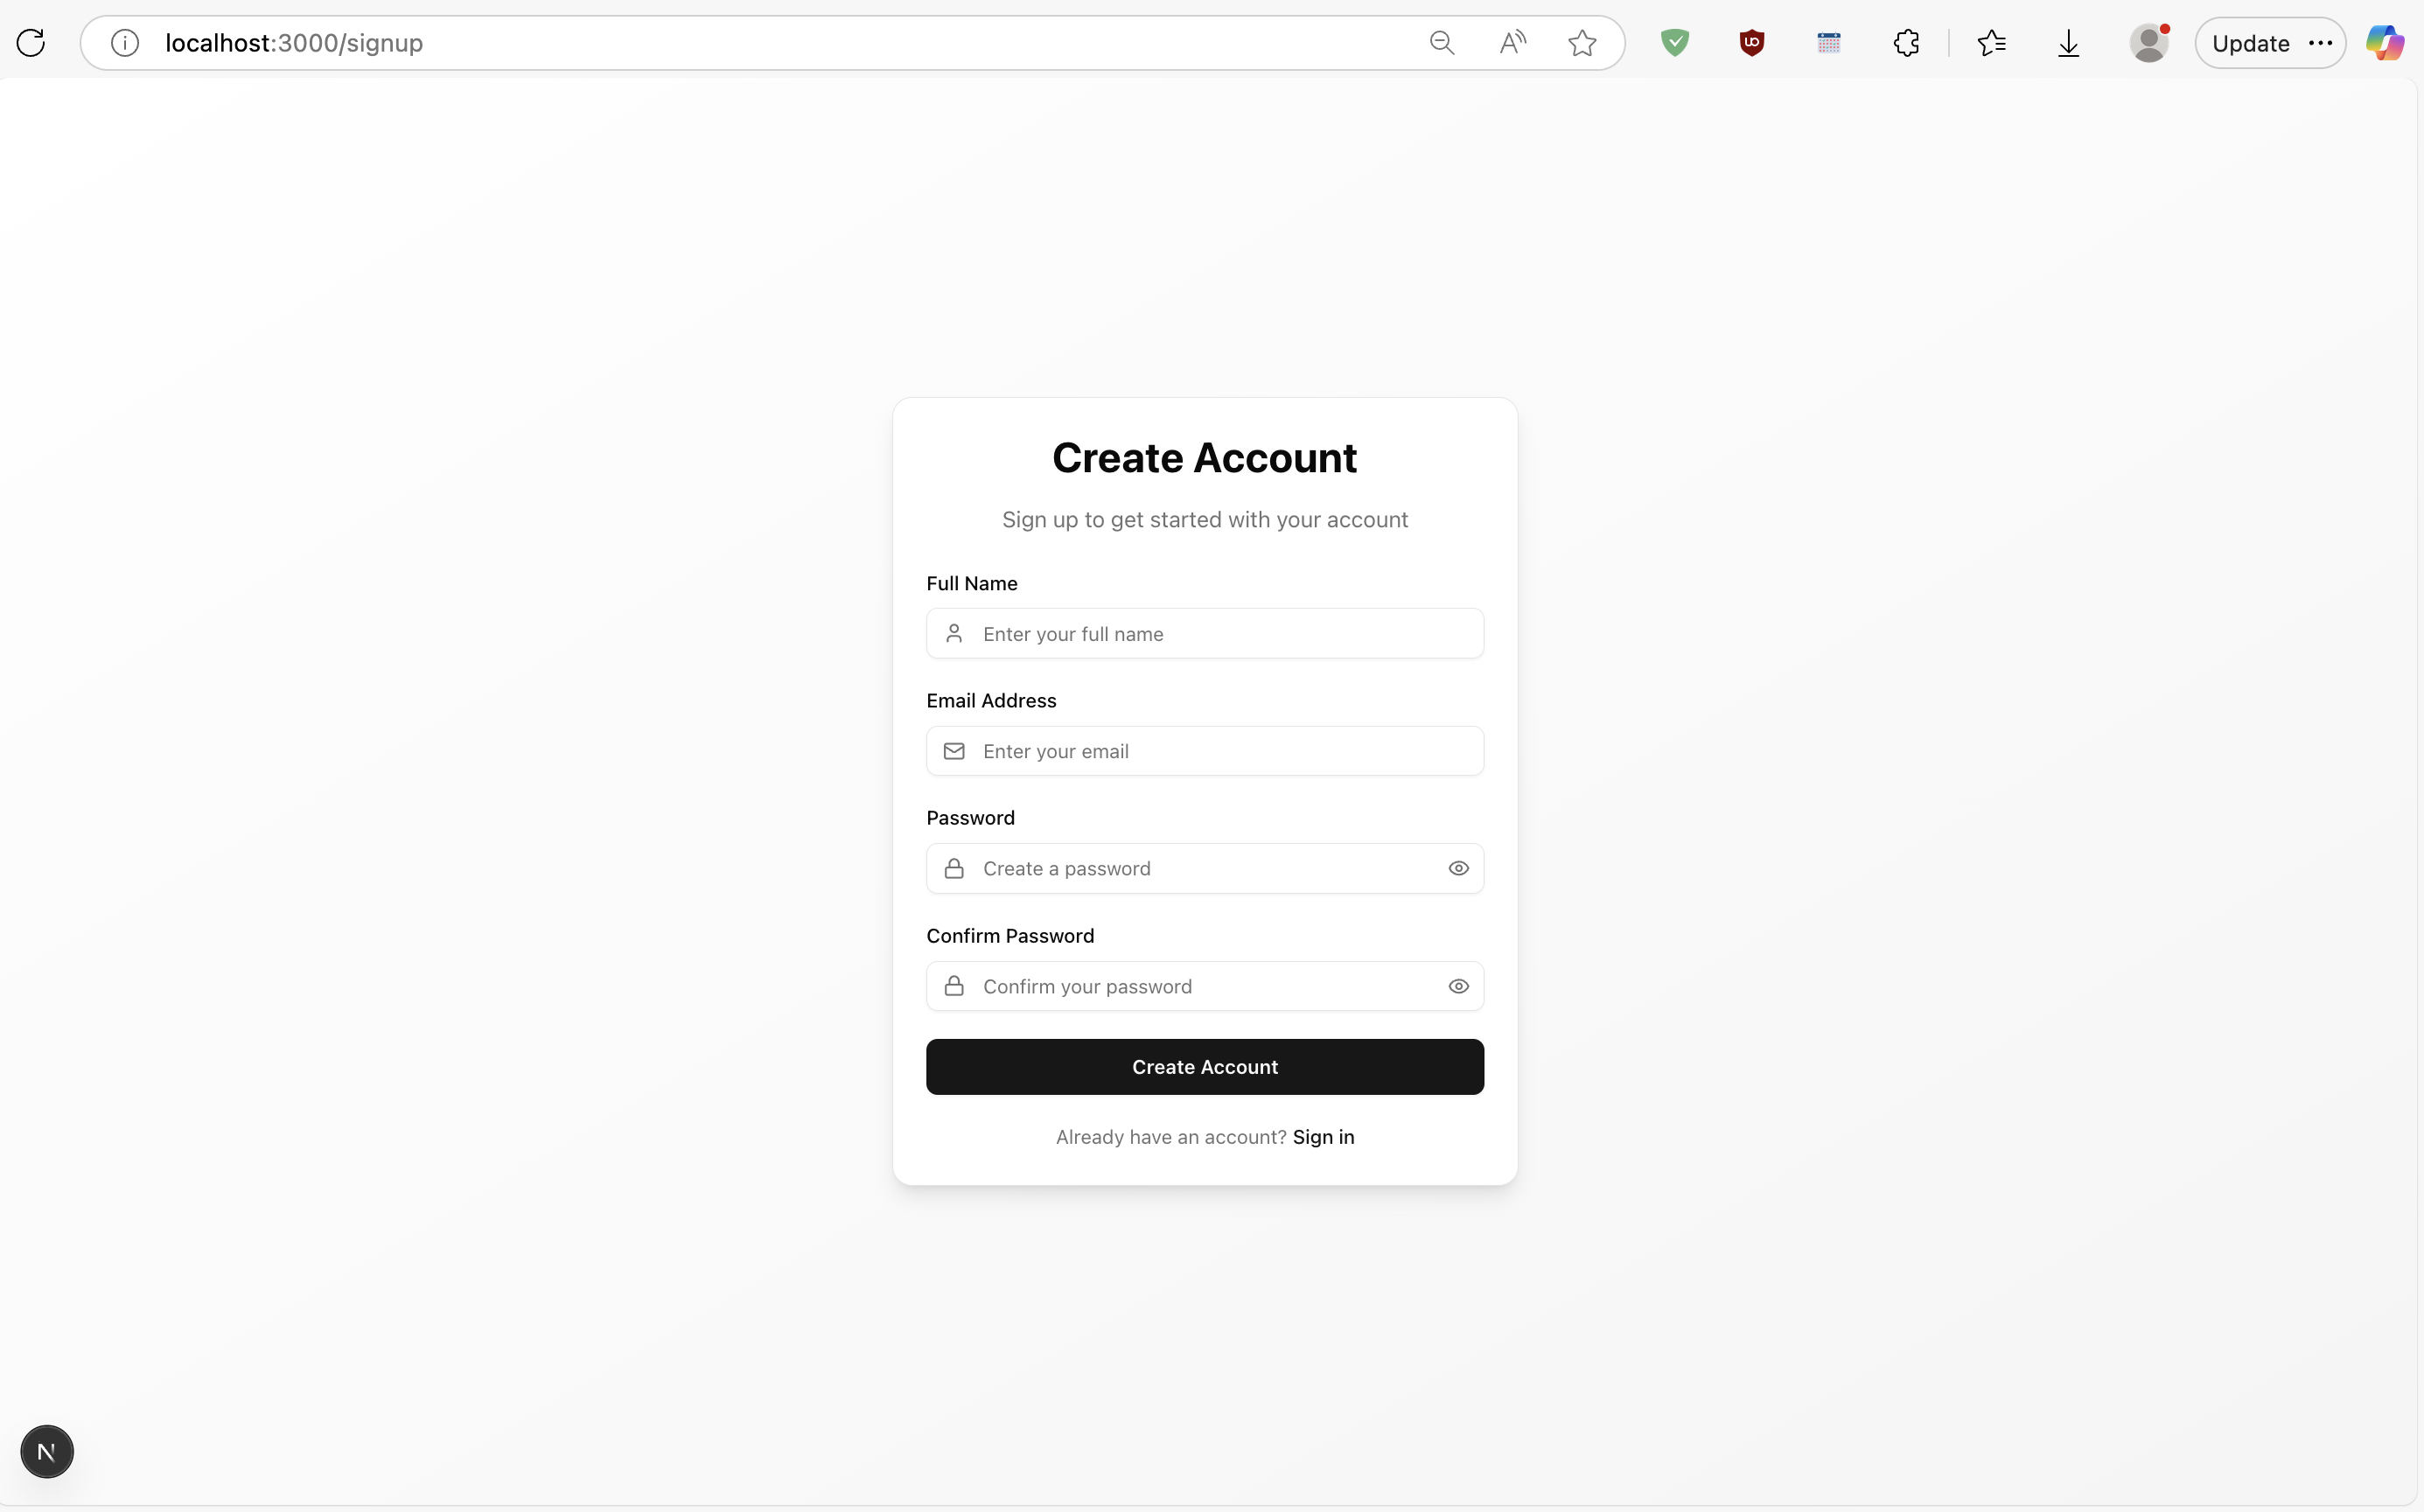 localhost:3000/signup
Update
Create Account
Sign up to get started with your account
Full Name
Enter your full name
Email Address
Enter your email
Password
Create a password
Confirm Password
Confirm your password
Create Account
Already have an account? Sign in
N